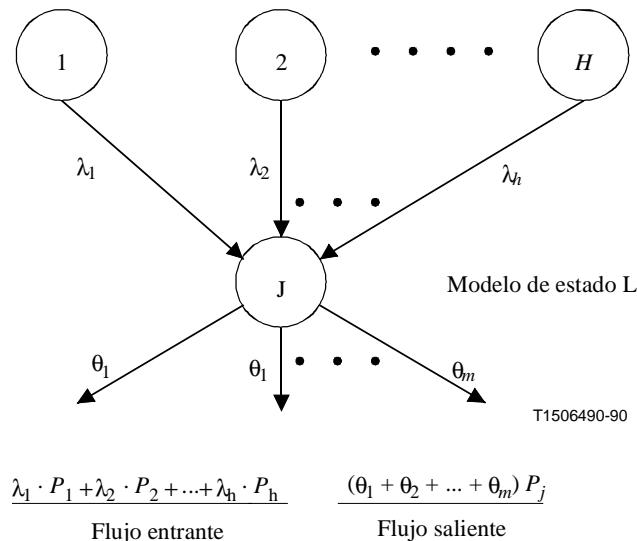 1 2 H
λ1 λ2 λh
J
Modelo de estado L
θ1 θ1 θm
T1506490-90
λ1 · P1 +λ2 · P2 +...+λh · Ph
Flujo entrante
(θ1 + θ2 + ... + θm) Pj
Flujo saliente